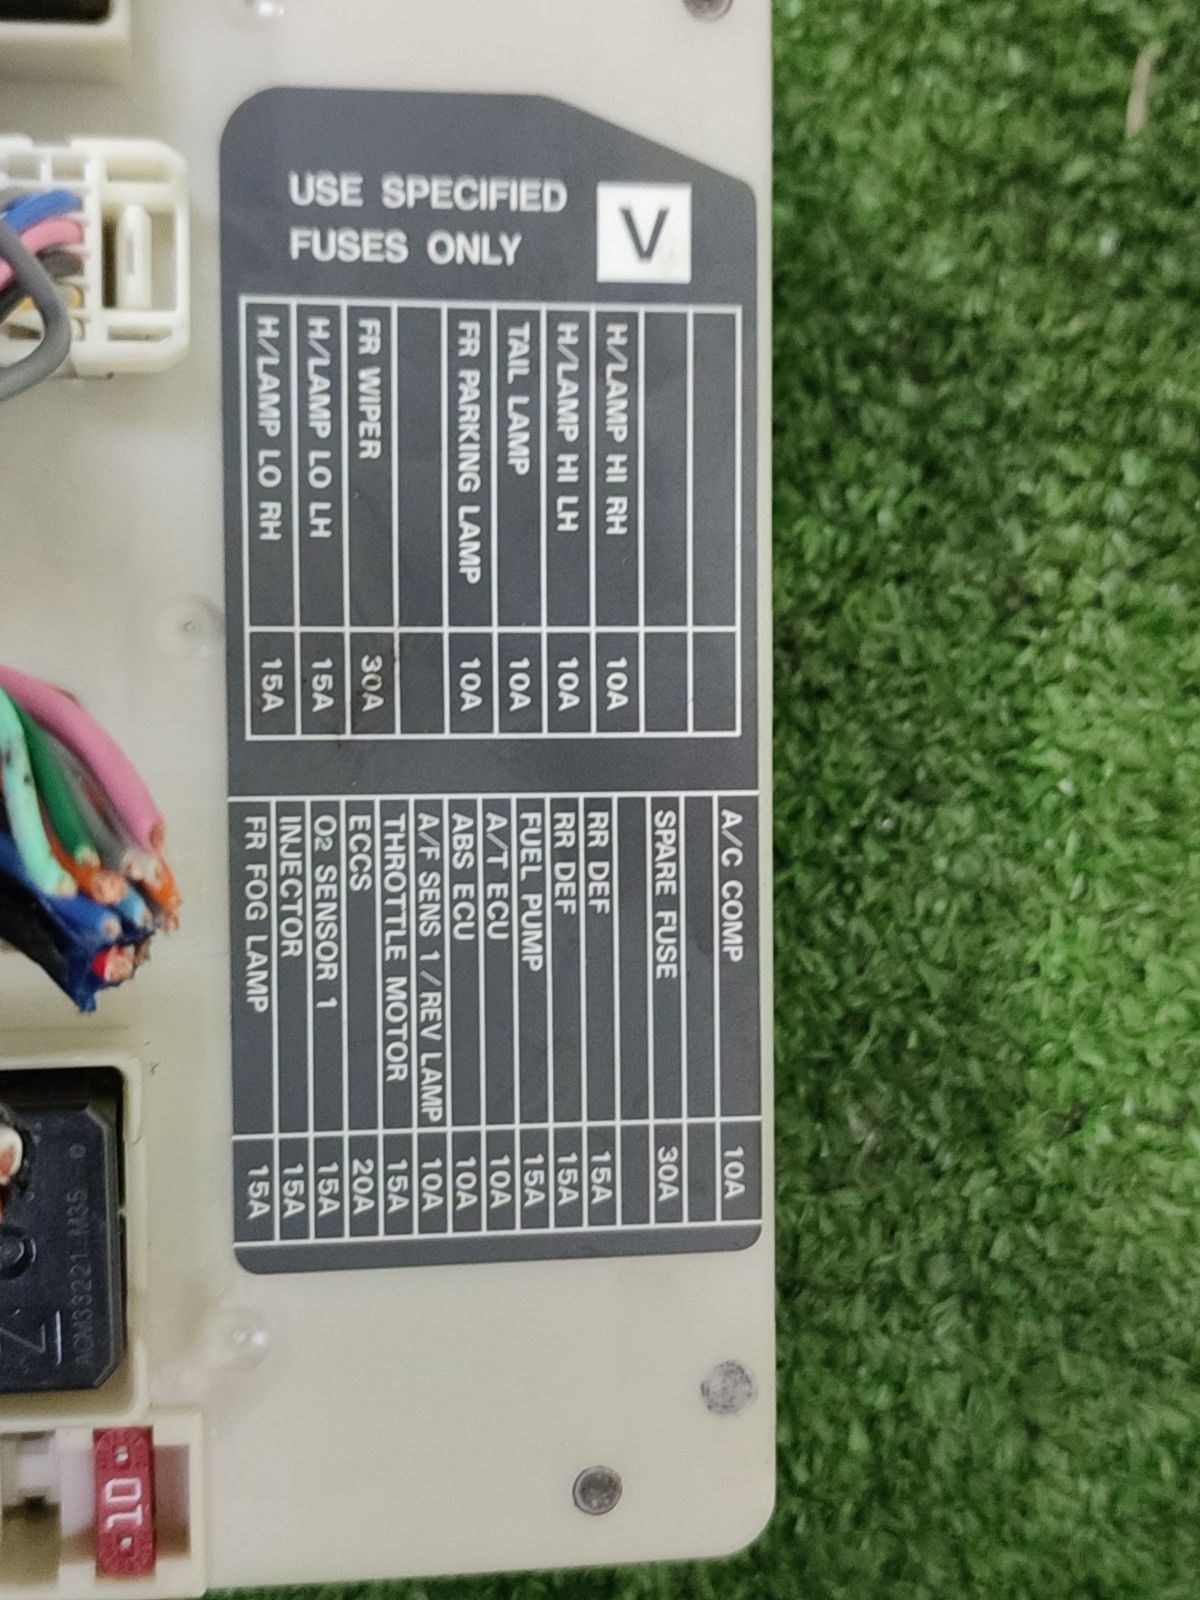 USE SPECIFIED
FUSES ONLY
V
H/LAMP HI RH 10A
H/LAMP HI LH 10A
TAIL LAMP 10A
FR PARKING LAMP 10A
FR WIPER 30A
H/LAMP LO LH 15A
H/LAMP LO RH 15A
A/C COMP 10A
SPARE FUSE 30A
RR DEF 15A
RR DEF 15A
FUEL PUMP 15A
A/T ECU 10A
ABS ECU 10A
A/F SENS 1/REV LAMP 10A
THROTTLE MOTOR 15A
ECCS 20A
O2 SENSOR 1 15A
INJECTOR 15A
FR FOG LAMP 15A
10